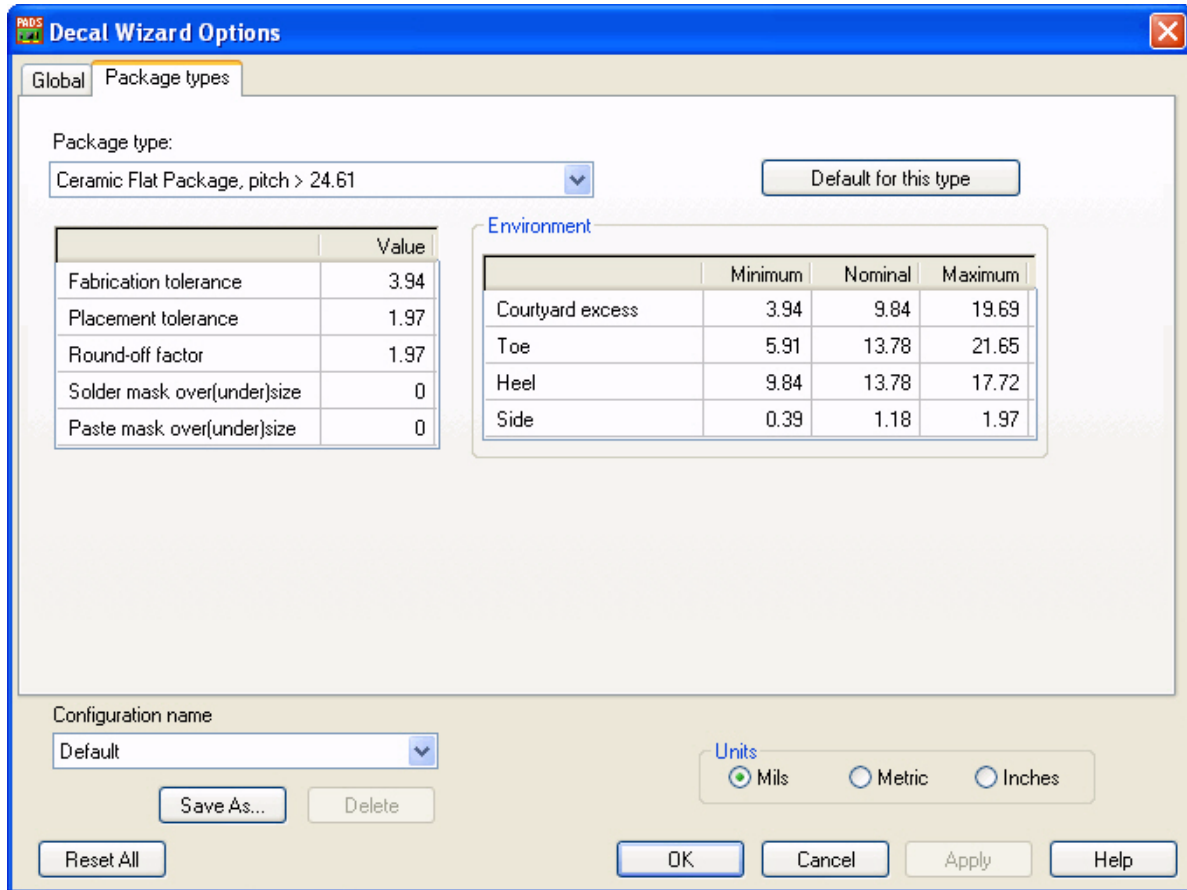 PADS
Decal Wizard Options
Global Package types
Package type:
Ceramic Flat Package, pitch > 24.61
Default for this type
Value
Fabrication tolerance 3.94
Placement tolerance 1.97
Round-off factor 1.97
Solder mask over(under)size 0
Paste mask over(under)size 0
Environment
Minimum Nominal Maximum
Courtyard excess 3.94 9.84 19.69
Toe 5.91 13.78 21.65
Heel 9.84 13.78 17.72
Side 0.39 1.18 1.97
Configuration name
Default
Save As... Delete
Units
Mils Metric Inches
Reset All OK Cancel Apply Help